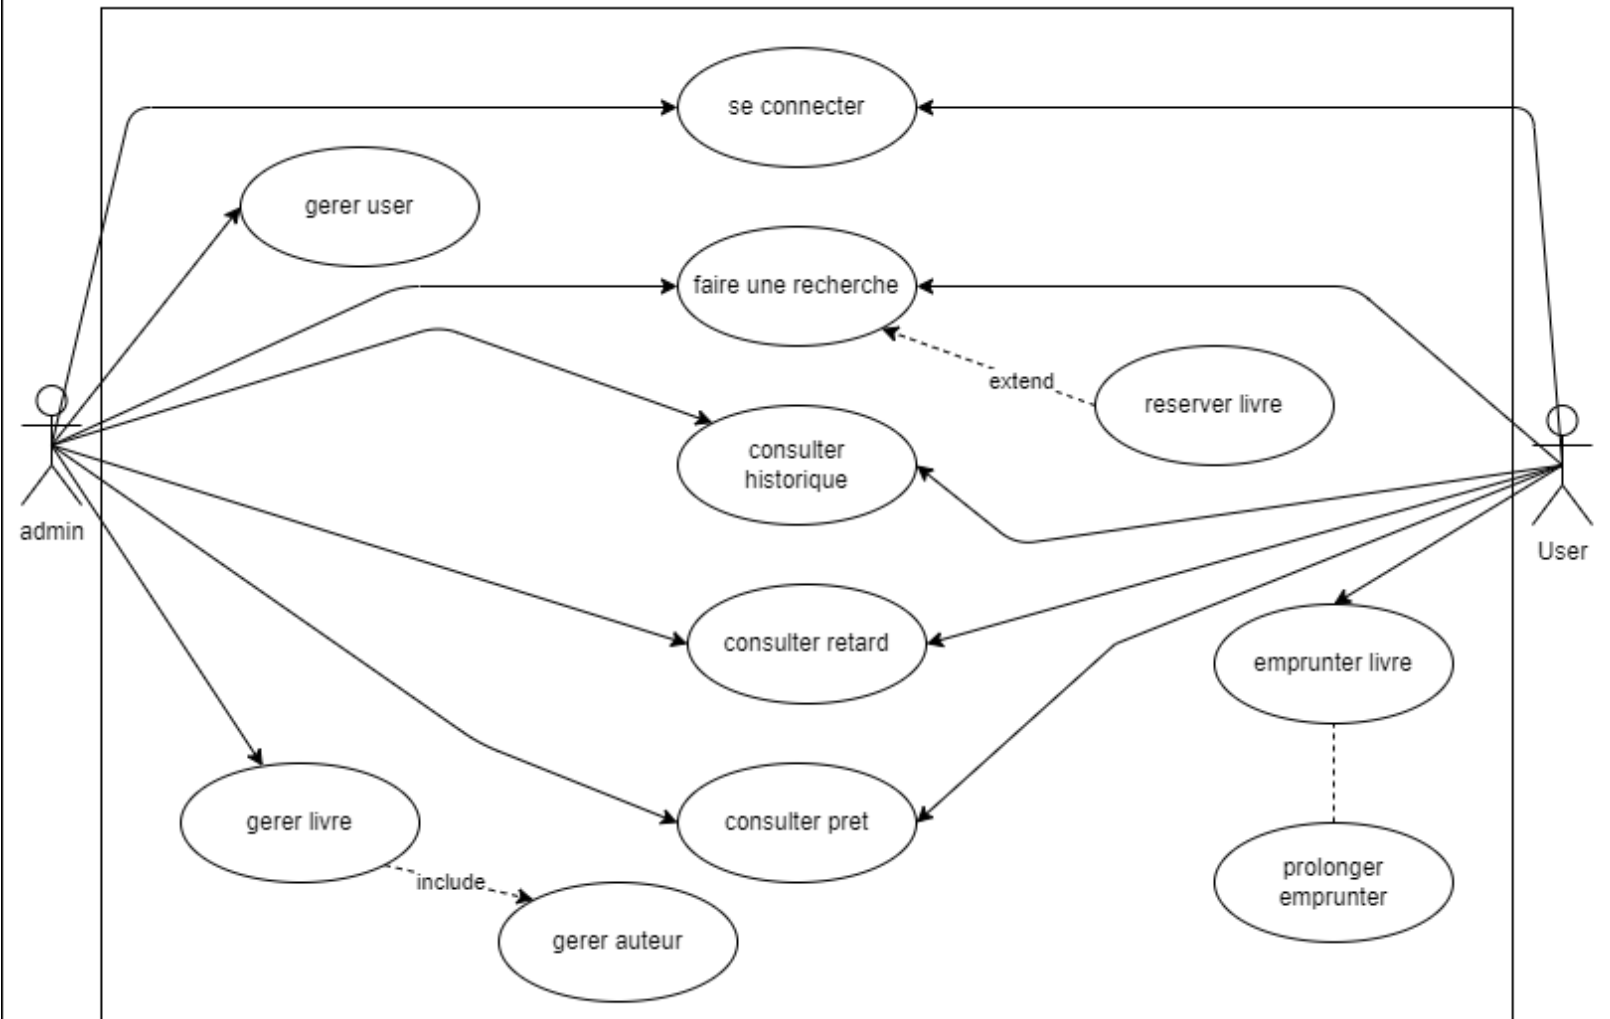 se connecter
gerer user
faire une recherche
extend
reserver livre
consulter
historique
admin
User
consulter retard
emprunter livre
gerer livre
consulter pret
include
prolonger
emprunter
gerer auteur